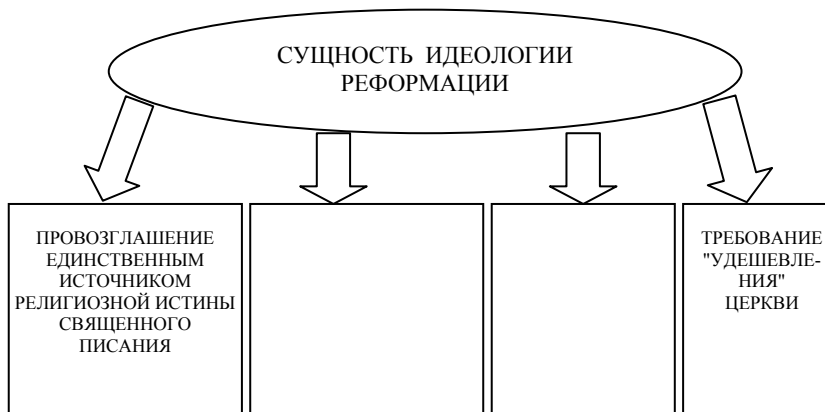 СУЩНОСТЬ ИДЕОЛОГИИ
РЕФОРМАЦИИ
ПРОВОЗГЛАШЕНИЕ
ЕДИНСТВЕННЫМ
ИСТОЧНИКОМ
РЕЛИГИОЗНОЙ ИСТИНЫ
СВЯЩЕННОГО
ПИСАНИЯ
ТРЕБОВАНИЕ
"УДЕШЕВЛЕ-
НИЯ"
ЦЕРКВИ